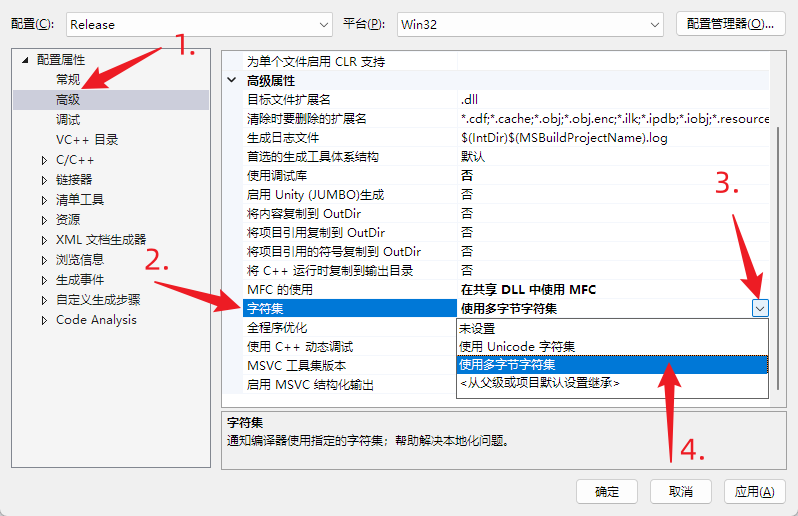 配置(C):
Release
平台(P):
Win32
配置管理器(O)...
1.
配置属性
常规
高级
调试
VC++ 目录
C/C++
链接器
清单工具
资源
XML 文档生成器
浏览信息
生成事件
自定义生成步骤
Code Analysis
2.
为单个文件启用 CLR 支持
高级属性
目标文件扩展名 .dll
清除时要删除的扩展名 *.cdf;*.cache;*.obj;*.obj.enc;*.ilk;*.ipdb;*.iobj;*.resource
生成日志文件 $(IntDir)$(MSBuildProjectName).log
首选的生成工具体系结构 默认
使用调试库 否
启用 Unity (JUMBO)生成 否
将内容复制到 OutDir 否
将项目引用复制到 OutDir 否
将项目引用的符号复制到 OutDir 否
将 C++ 运行时复制到输出目录 否
MFC 的使用 在共享 DLL 中使用 MFC
字符集 使用多字节字符集
全程序优化
使用 C++ 动态调试
MSVC 工具集版本
启用 MSVC 结构化输出
3.
未设置
使用 Unicode 字符集
使用多字节字符集
<从父级或项目默认设置继承>
4.
字符集
通知编译器使用指定的字符集；帮助解决本地化问题。
确定
取消
应用(A)